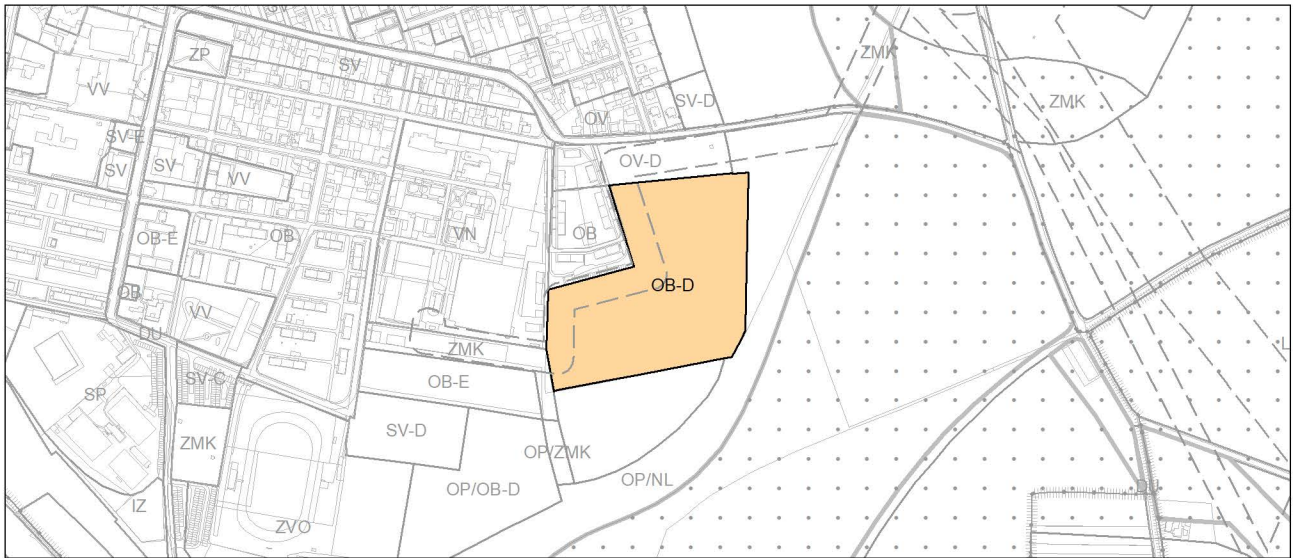 SV
ZP
SV
ZMK
VV
ZMK
SV-D
OV
SV-E
OV-D
SV
SV
VV
OB-E
OB
VN
OB
OB-D
OB
VV
DU
ZMK
SV-C
OB-E
SP
SV-D
ZMK
OP/ZMK
OP/NL
OP/OB-D
DU
IZ
ZVO